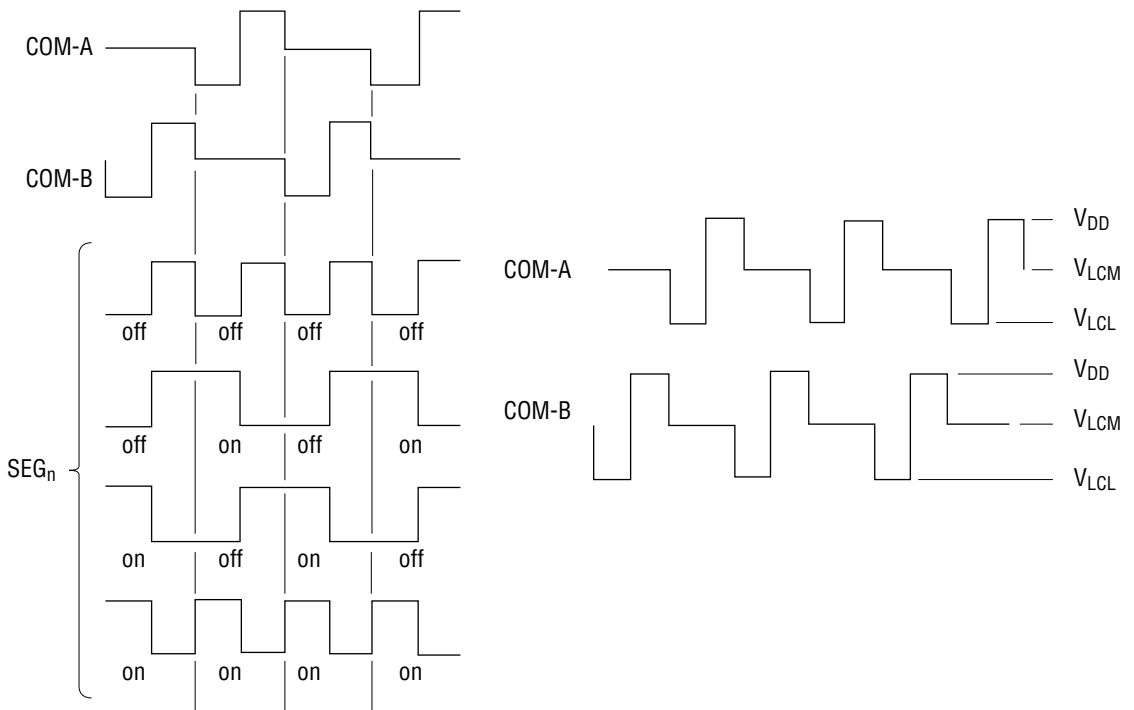 COM-A
COM-B
off off off off
off on off on
SEGn
on off on off
on on on on
COM-A
VDD
VLCM
VLCL
COM-B
VDD
VLCM
VLCL